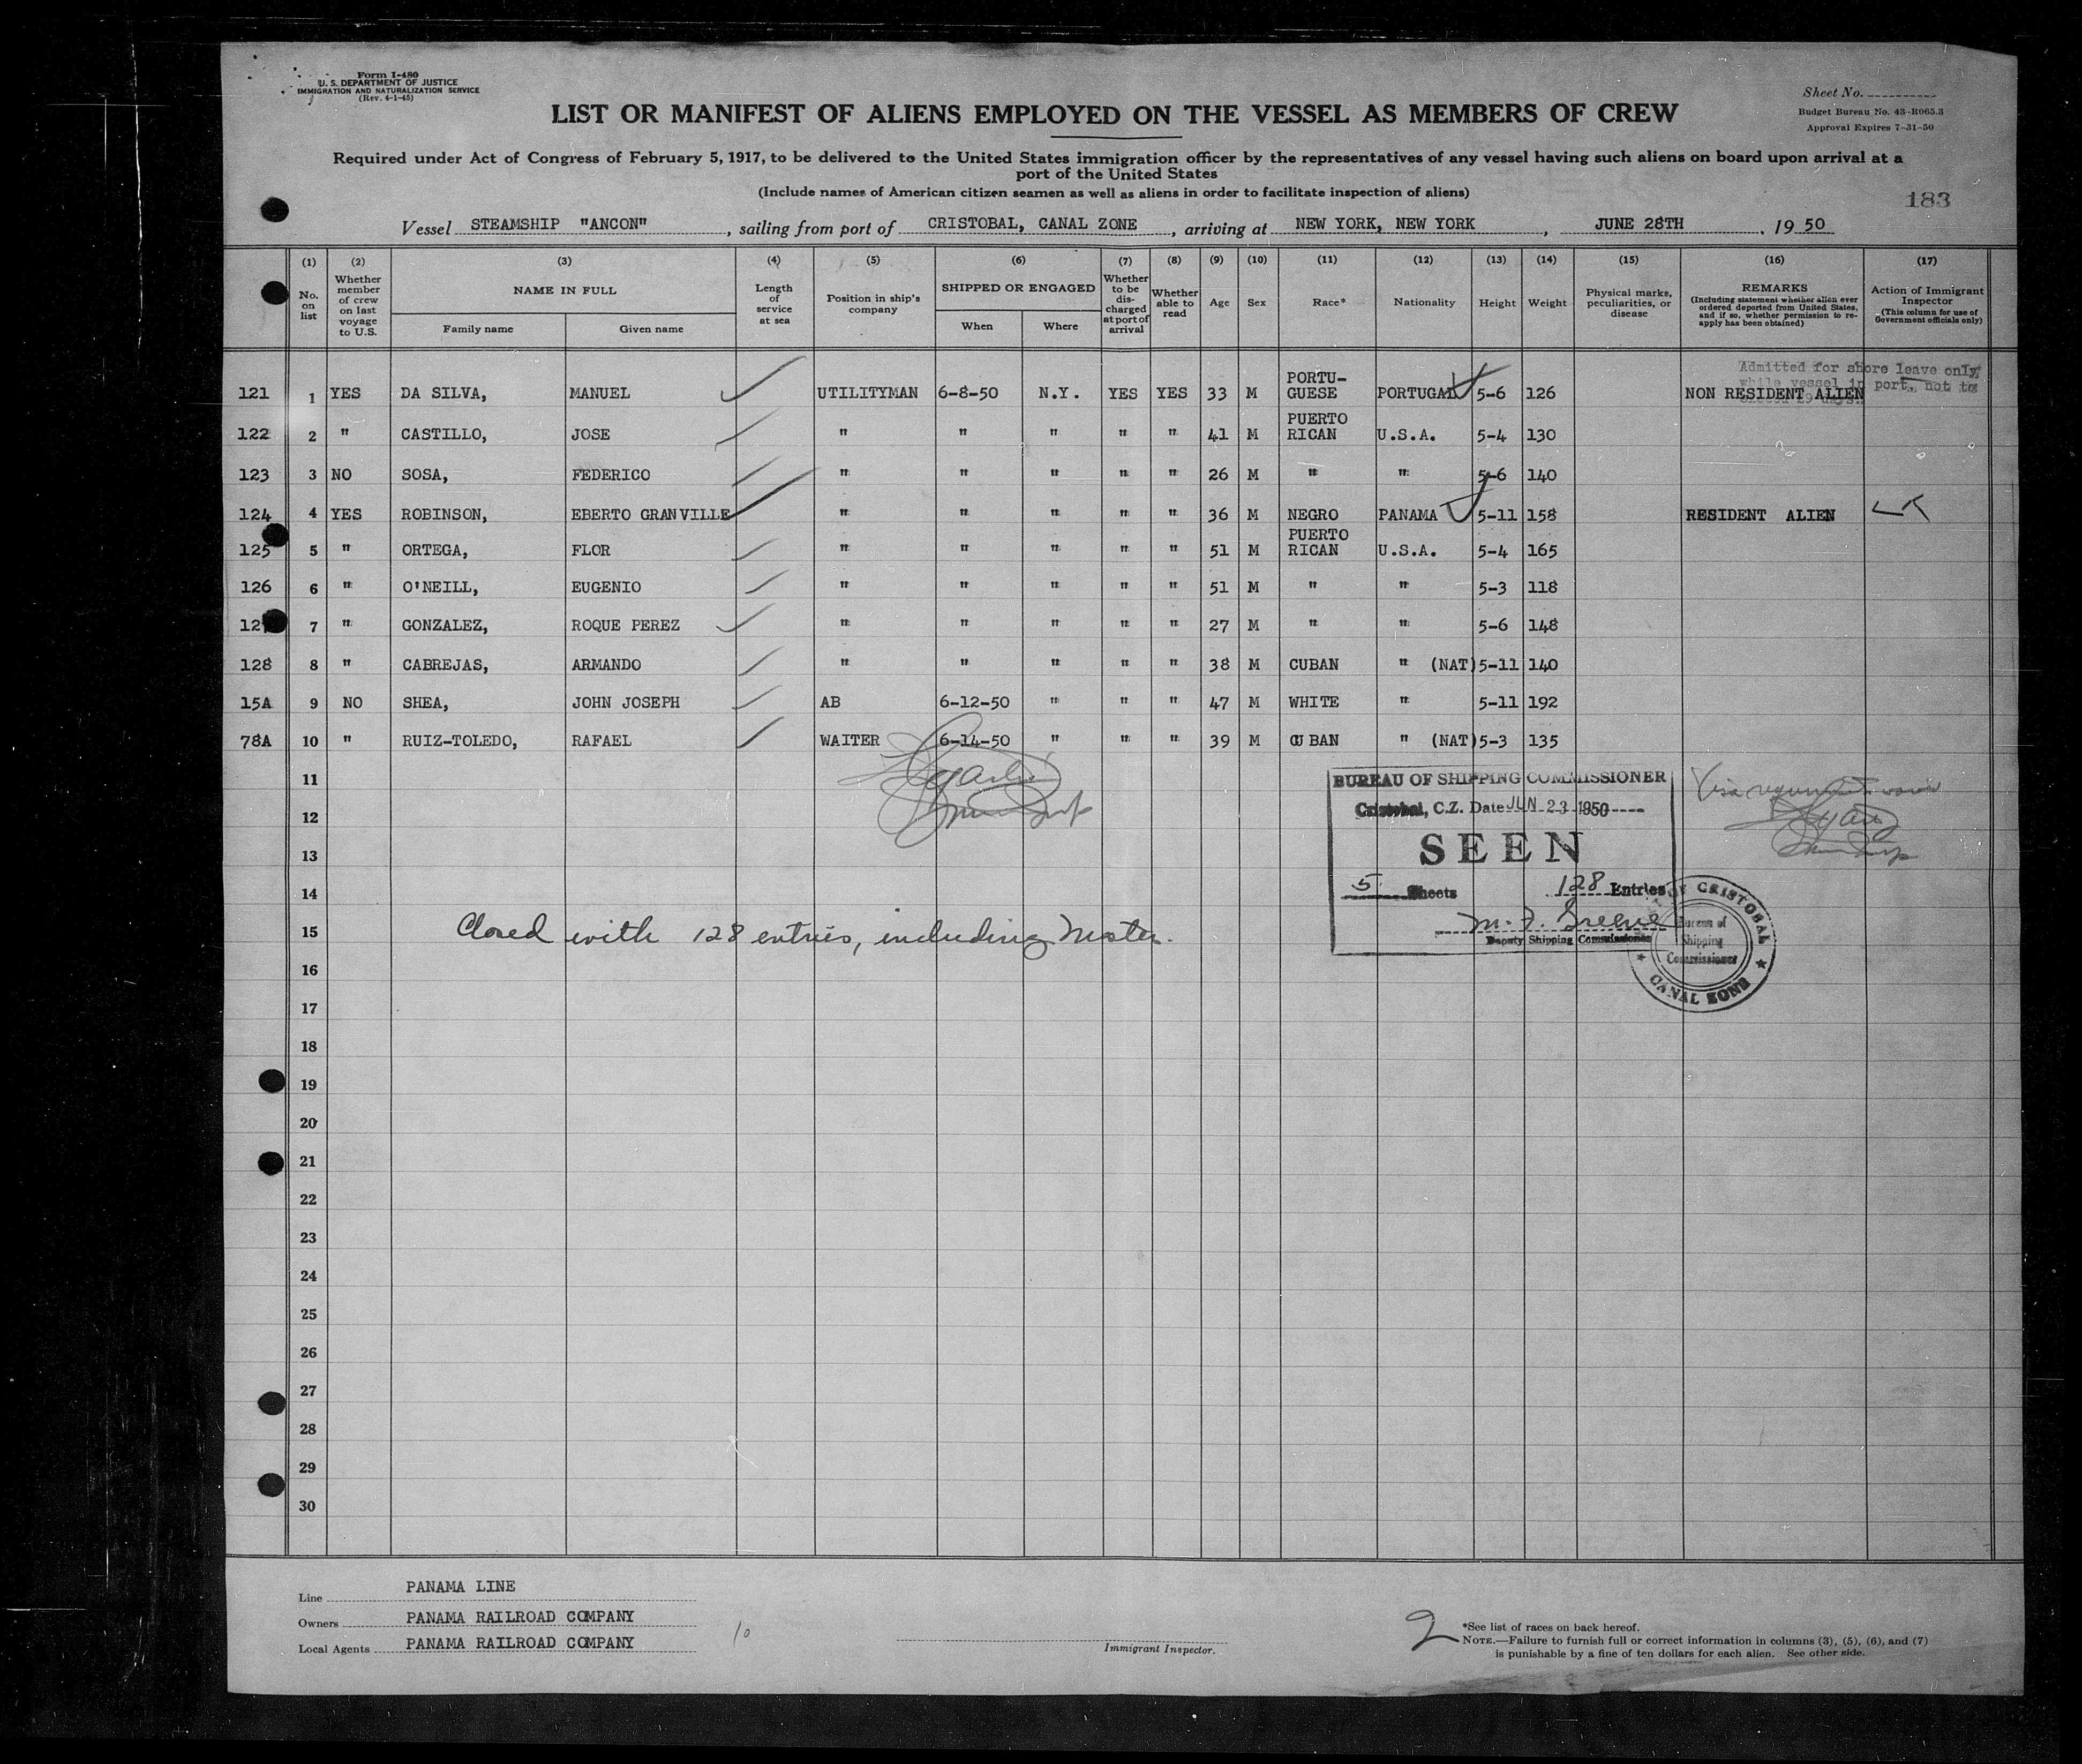 Form I-480
U. S. DEPARTMENT OF JUSTICE
IMMIGRATION AND NATURALIZATION SERVICE
(Rev. 4-1-45)
Sheet No.
Budget Bureau No. 43-R065.3
Approval Expires 7-31-50
LIST OR MANIFEST OF ALIENS EMPLOYED ON THE VESSEL AS MEMBERS OF CREW
Required under Act of Congress of February 5, 1917, to be delivered to the United States immigration officer by the representatives of any vessel having such aliens on board upon arrival at a
port of the United States
(Include names of American citizen seamen as well as aliens in order to facilitate inspection of aliens)
183
Vessel STEAMSHIP "ANCON", sailing from port of CRISTOBAL, CANAL ZONE, arriving at NEW YORK, NEW YORK, JUNE 28TH, 1950
(1) No. on list
(2) Whether member of crew on last voyage to U.S.
(3) NAME IN FULL
Family name Given name
(4) Length of service at sea
(5) Position in ship's company
(6) SHIPPED OR ENGAGED
When Where
(7) Whether to be discharged at port of arrival
(8) Whether able to read
(9) Age
(10) Sex
(11) Race*
(12) Nationality
(13) Height
(14) Weight
(15) Physical marks, peculiarities, or disease
(16) REMARKS (Including statement whether alien ever ordered deported from United States, and if so, whether permission to re-apply has been obtained)
(17) Action of Immigrant Inspector (This column for use of Government officials only)
Admitted for shore leave only,
while vessel in port, not to
exceed 29 days.
121 1 YES DA SILVA, MANUEL UTILITYMAN 6-8-50 N.Y. YES YES 33 M PORTU-GUESE PORTUGAL 5-6 126 NON RESIDENT ALIEN
122 2 " CASTILLO, JOSE " " " " " 41 M PUERTO RICAN U.S.A. 5-4 130
123 3 NO SOSA, FEDERICO " " " " " 26 M " " 5-6 140
124 4 YES ROBINSON, EBERTO GRANVILLE " " " " " 36 M NEGRO PANAMA 5-11 158 RESIDENT ALIEN
125 5 " ORTEGA, FLOR " " " " " 51 M PUERTO RICAN U.S.A. 5-4 165
126 6 " O'NEILL, EUGENIO " " " " " 51 M " " 5-3 118
12 7 " GONZALEZ, ROQUE PEREZ " " " " " 27 M " " 5-6 148
128 8 " CABREJAS, ARMANDO " " " " " 38 M CUBAN " (NAT) 5-11 140
15A 9 NO SHEA, JOHN JOSEPH AB 6-12-50 " " " 47 M WHITE " 5-11 192
78A 10 " RUIZ-TOLEDO, RAFAEL WAITER 6-14-50 " " " 39 M CUBAN " (NAT) 5-3 135
11
12
13
14
15
16
17
18
19
20
21
22
23
24
25
26
27
28
29
30
BUREAU OF SHIPPING COMMISSIONER
Cristobal, C.Z. Date JUN 23 1950
SEEN
5 Sheets 128 Entries
Deputy Shipping Commissioner
OF CRISTOBAL
Bureau of
Shipping
Commissioner
CANAL ZONE
Closed with 128 entries, including Master.
Line PANAMA LINE
Owners PANAMA RAILROAD COMPANY
Local Agents PANAMA RAILROAD COMPANY
10
Immigrant Inspector.
2
*See list of races on back hereof.
NOTE.—Failure to furnish full or correct information in columns (3), (5), (6), and (7)
is punishable by a fine of ten dollars for each alien. See other side.